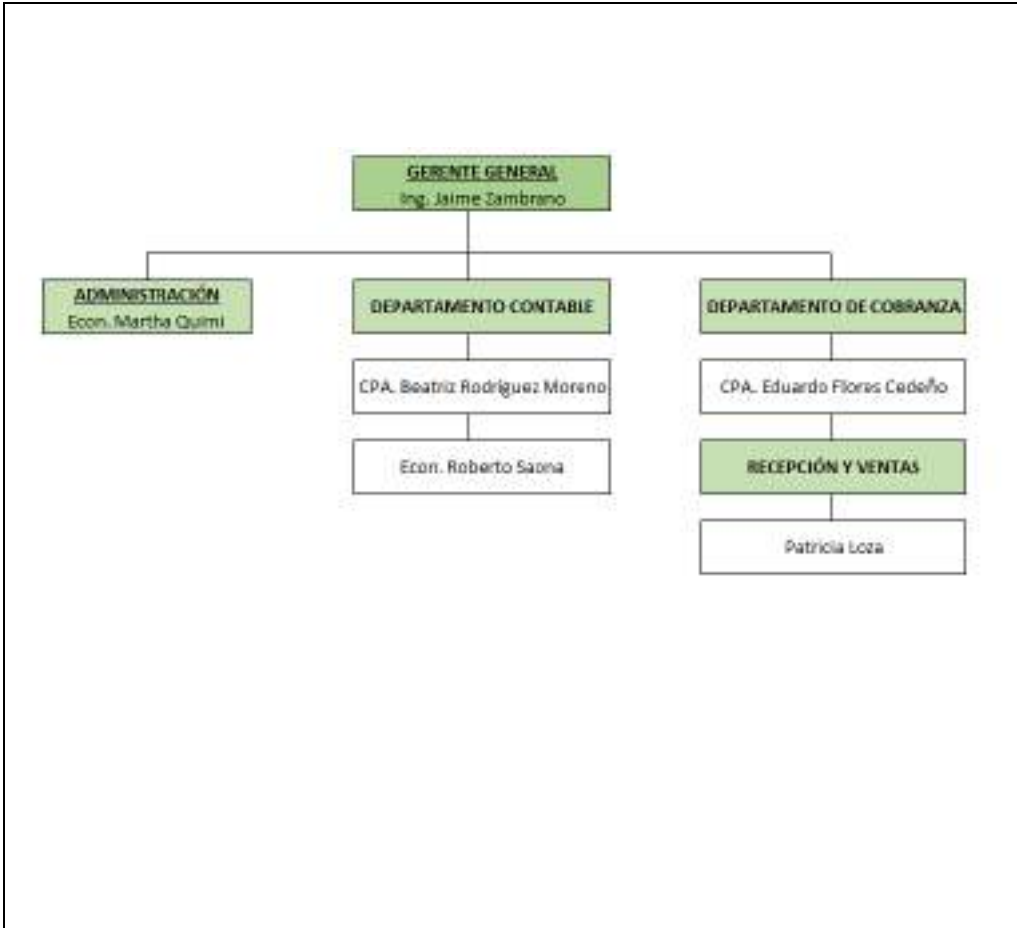 GERENTE GENERAL
Ing. Jaime Zambrano
ADMINISTRACIÓN
Econ. Martha Quimi
DEPARTAMENTO CONTABLE
CPA. Beatriz Rodríguez Moreno
Econ. Roberto Saona
DEPARTAMENTO DE COBRANZA
CPA. Eduardo Flores Cedeño
RECEPCIÓN Y VENTAS
Patricia Loza